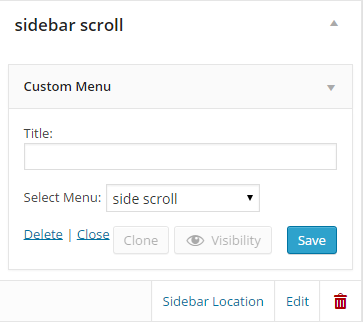 sidebar scroll
Custom Menu
Title:
Select Menu: side scroll
Delete | Close Clone Visibility Save
Sidebar Location Edit